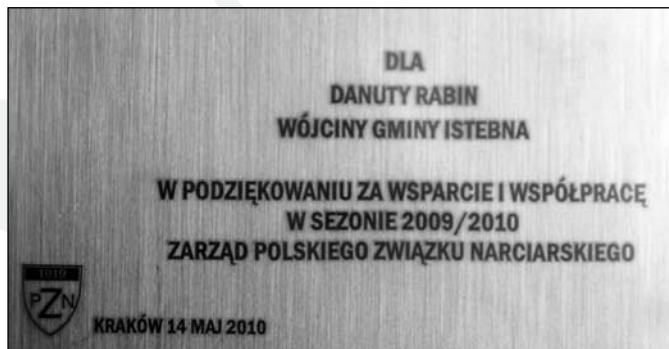 DLA
DANUTY RABIN
WÓJCINY GMINY ISTEBNA
W PODZIĘKOWANIU ZA WSPARCIE I WSPÓŁPRACĘ
W SEZONIE 2009/2010
ZARZĄD POLSKIEGO ZWIĄZKU NARCIARSKIEGO
1919
PZN
KRAKÓW 14 MAJ 2010